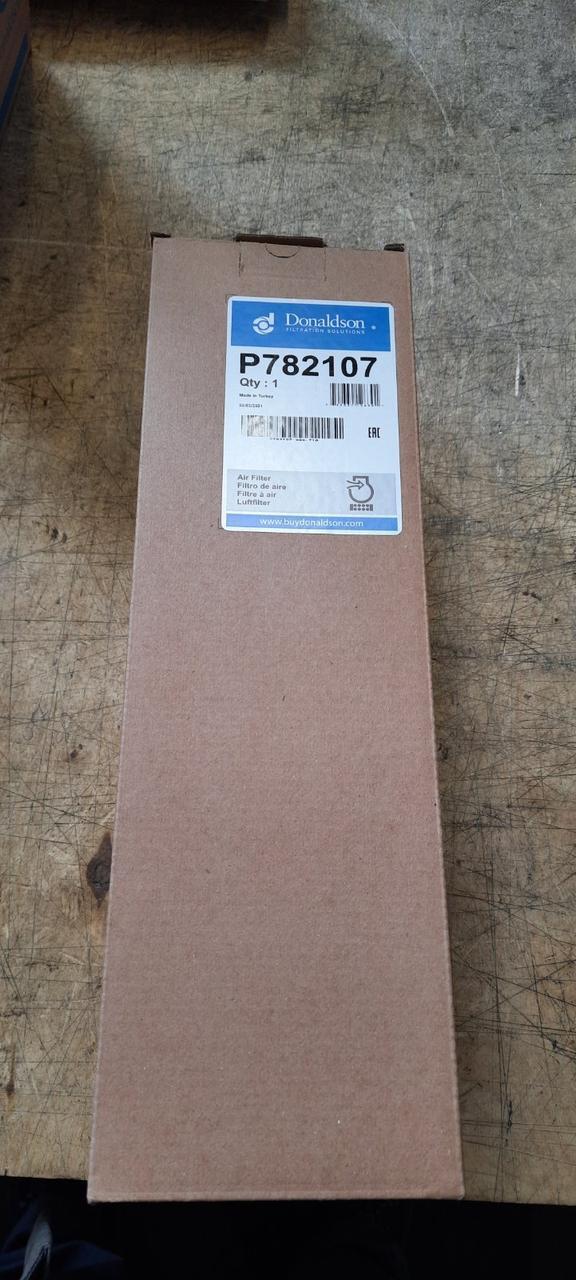 Donaldson
FILTRATION SOLUTIONS
P782107
Qty : 1
Made in Turkey
EAC
Air Filter
Filtro de aire
Filtre à air
Luftfilter
www.buydonaldson.com